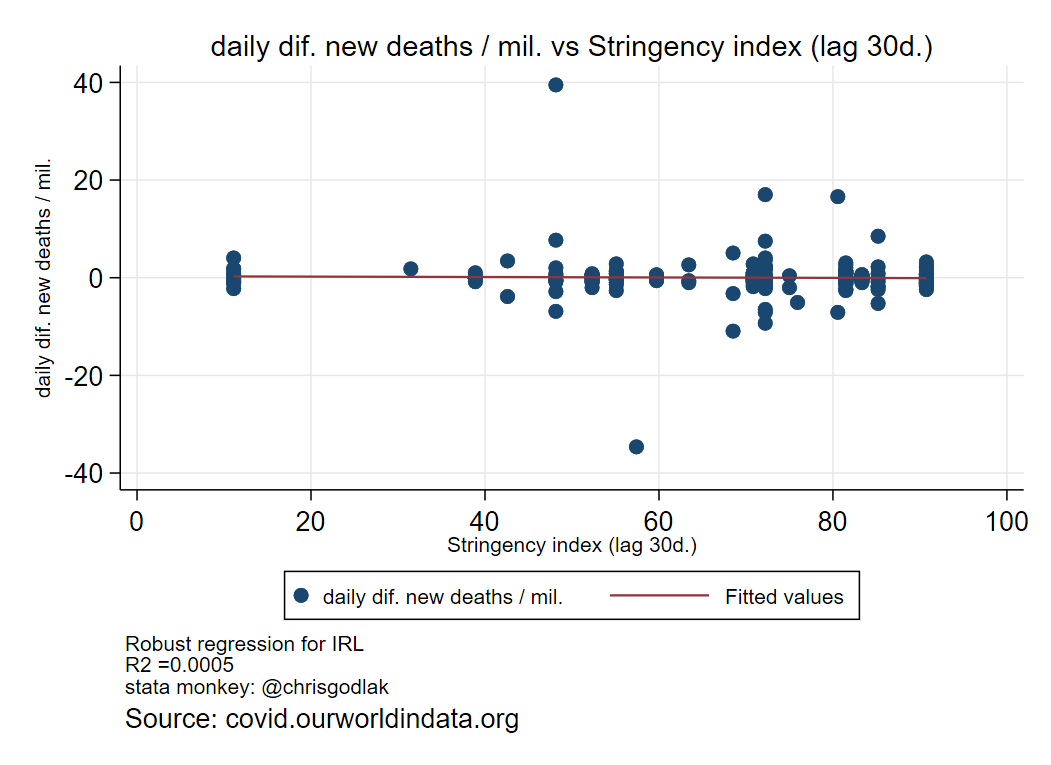 daily dif. new deaths / mil. vs Stringency index (lag 30d.)
daily dif. new deaths / mil.
40
20
0
-20
-40
0 20 40 60 80 100
Stringency index (lag 30d.)
daily dif. new deaths / mil. Fitted values
Robust regression for IRL
R2 =0.0005
stata monkey: @chrisgodlak
Source: covid.ourworldindata.org